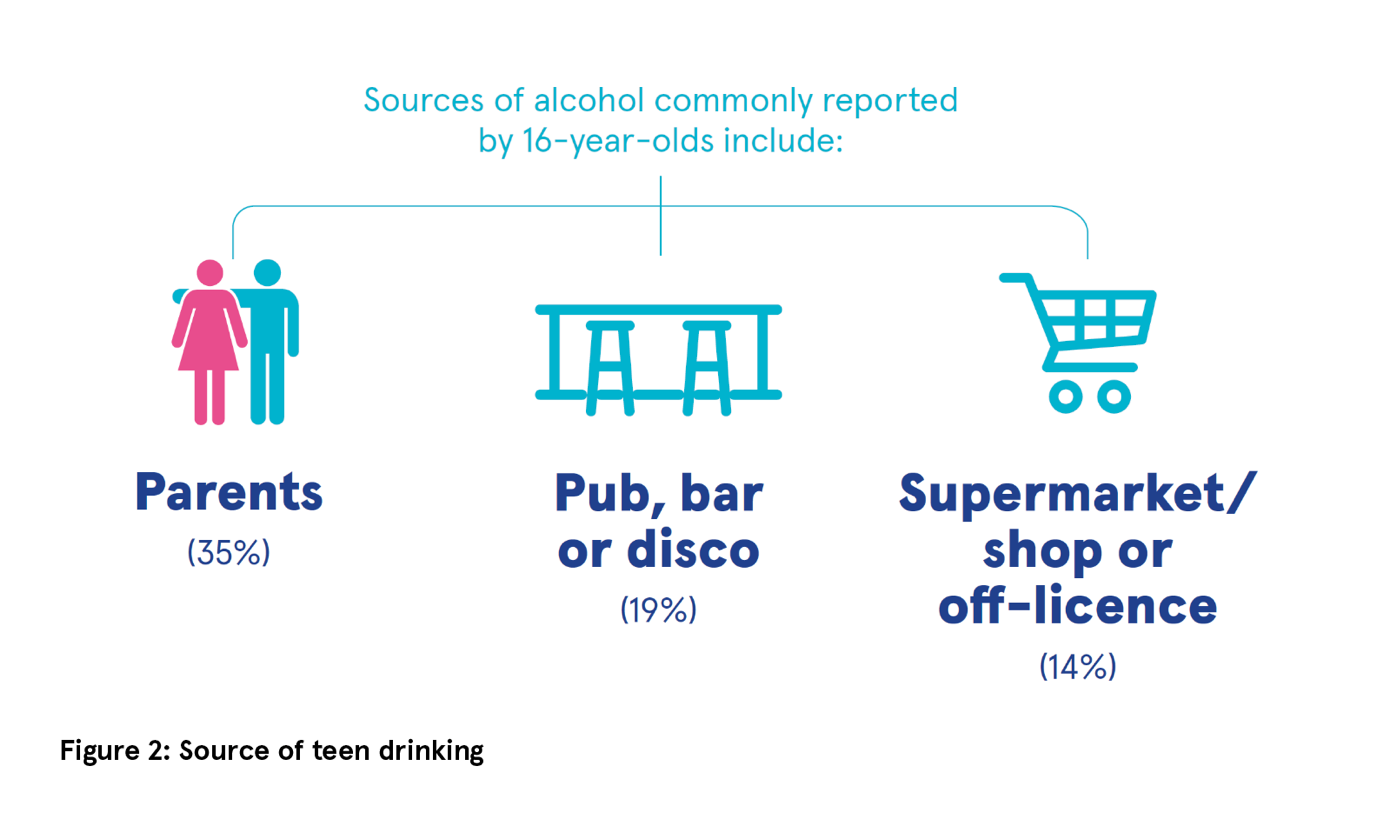 Sources of alcohol commonly reported
by 16-year-olds include:
Parents
(35%)
Pub, bar
or disco
(19%)
Supermarket/
shop or
off-licence
(14%)
Figure 2: Source of teen drinking